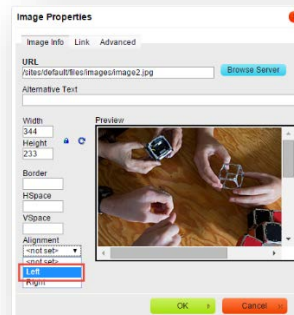 Image Properties
Image Info Link Advanced
URL
/sites/default/files/images/image2.jpg
Browse Server
Alternative Text
Width
344
Height
233
Preview
Border
HSpace
VSpace
Alignment
<not set>
<not set>
Left
Right
OK
Cancel